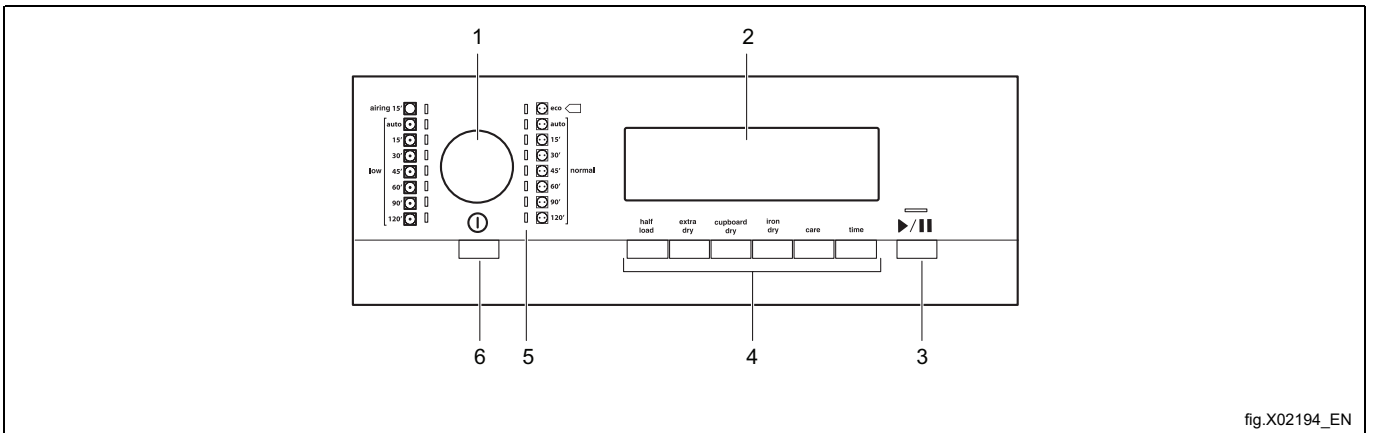 1
2
airing 15'
auto
15'
30'
low 45'
60'
90'
120'
eco
auto
15'
30'
45' normal
60'
90'
120'
half load
extra dry
cupboard dry
iron dry
care
time
6
5
4
3
fig.X02194_EN